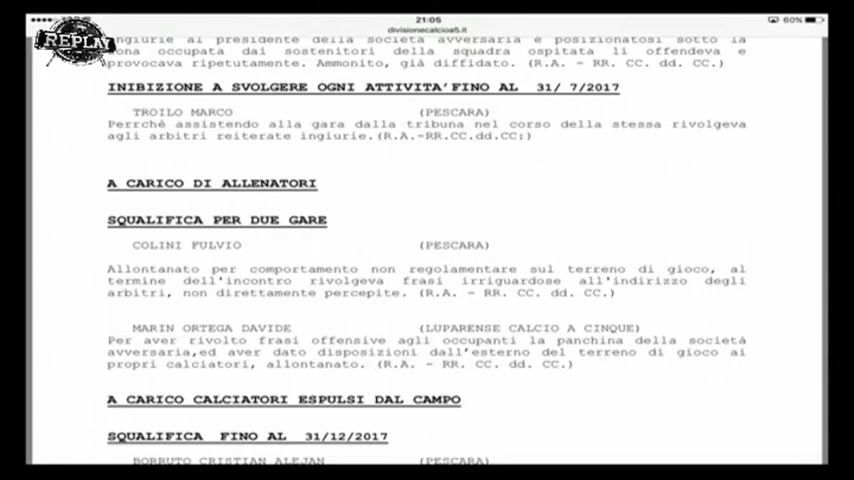 21:05
60%
divisionecalcioa5.it
REPLAY
ingiurie al presidente della società avversaria e posizionatosi sotto la
zona occupata dai sostenitori della squadra ospitata li offendeva e
provocava ripetutamente. Ammonito, già diffidato. (R.A. - RR. CC. dd. CC.)
INIBIZIONE A SVOLGERE OGNI ATTIVITA' FINO AL 31/ 7/2017
TROILO MARCO (PESCARA)
Perrchè assistendo alla gara dalla tribuna nel corso della stessa rivolgeva
agli arbitri reiterate ingiurie.(R.A.-RR.CC.dd.CC:)
A CARICO DI ALLENATORI
SQUALIFICA PER DUE GARE
COLINI FULVIO (PESCARA)
Allontanato per comportamento non regolamentare sul terreno di gioco, al
termine dell'incontro rivolgeva frasi irriguardose all'indirizzo degli
arbitri, non direttamente percepite. (R.A. - RR. CC. dd. CC.)
MARIN ORTEGA DAVIDE (LUPARENSE CALCIO A CINQUE)
Per aver rivolto frasi offensive agli occupanti la panchina della società
avversaria,ed aver dato disposizioni dall'esterno del terreno di gioco ai
propri calciatori, allontanato. (R.A. - RR. CC. dd. CC.)
A CARICO CALCIATORI ESPULSI DAL CAMPO
SQUALIFICA FINO AL 31/12/2017
BORRUTO CRISTIAN ALEJAN (PESCARA)